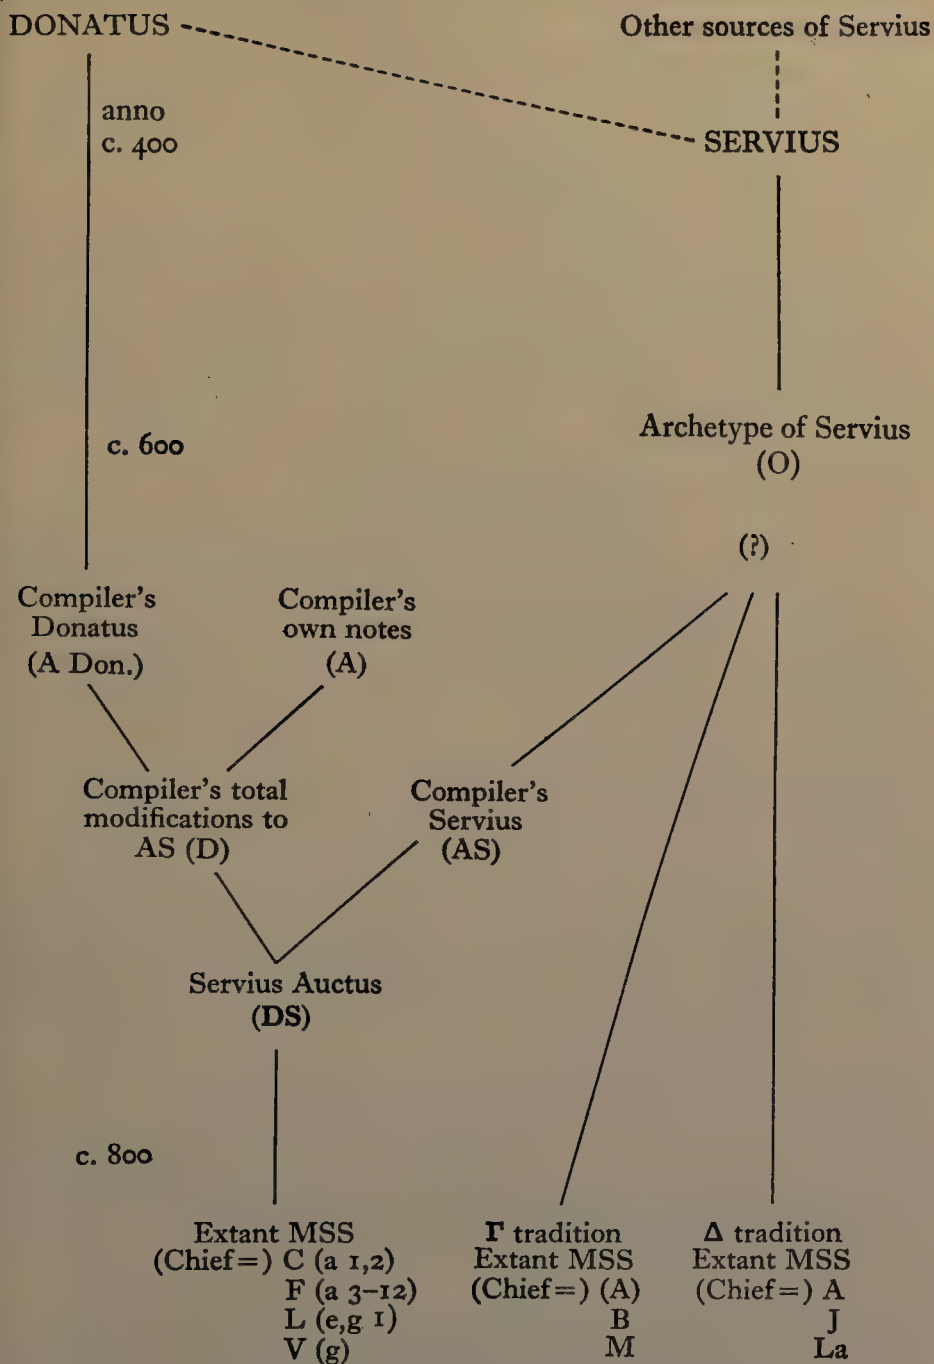 DONATUS
Other sources of Servius
anno
c. 400
SERVIUS
Archetype of Servius
(O)
c. 600
(?)
Compiler's
Donatus
(A Don.)
Compiler's
own notes
(A)
Compiler's total
modifications to
AS (D)
Compiler's
Servius
(AS)
Servius Auctus
(DS)
c. 800
Extant MSS
(Chief=) C (a 1,2)
F (a 3-12)
L (e,g 1)
V (g)
Γ tradition
Extant MSS
(Chief=) (A)
B
M
Δ tradition
Extant MSS
(Chief=) A
J
La